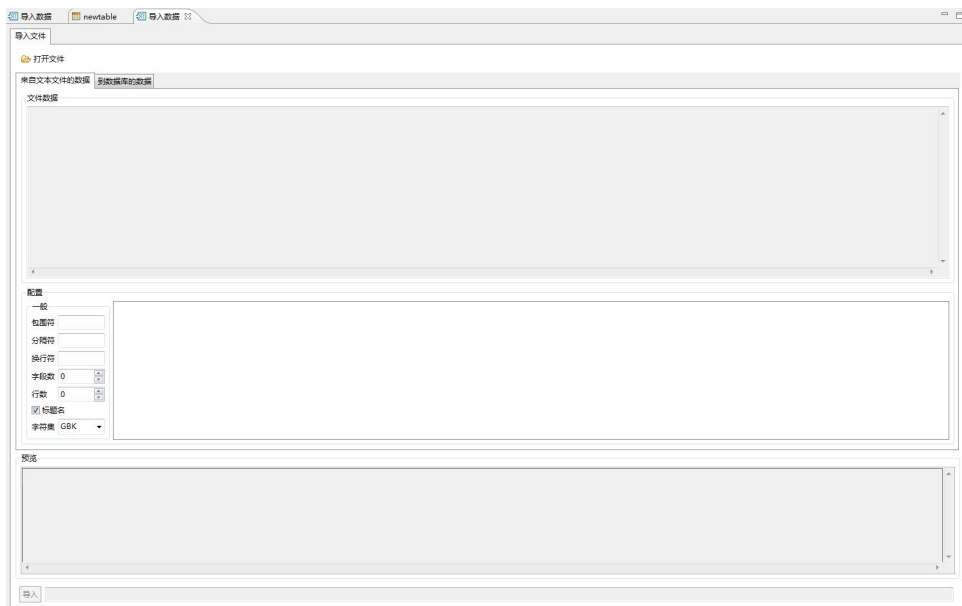 导入数据 newtable 导入数据
导入文件
打开文件
来自文本文件的数据 到数据库的数据
文件数据
配置
一般
包围符
分隔符
换行符
字段数 0
行数 0
标题名
字符集 GBK
预览
导入